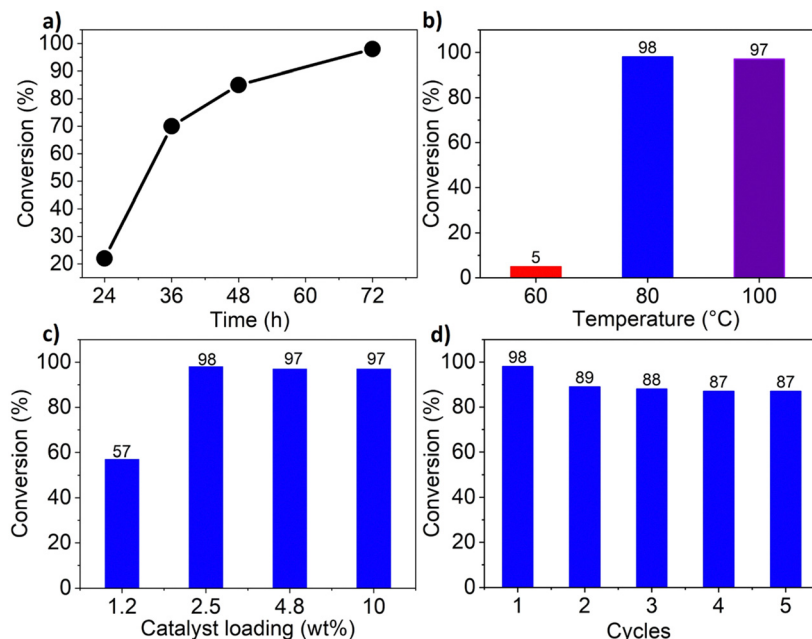 a)
100
90
80
70
60
50
40
30
20
Conversion (%)
24 36 48 60 72
Time (h)
b)
100
80
60
40
20
0
Conversion (%)
5 98 97
60 80 100
Temperature (°C)
c)
100
80
60
40
20
0
Conversion (%)
57 98 97 97
1.2 2.5 4.8 10
Catalyst loading (wt%)
d)
100
80
60
40
20
0
Conversion (%)
98 89 88 87 87
1 2 3 4 5
Cycles